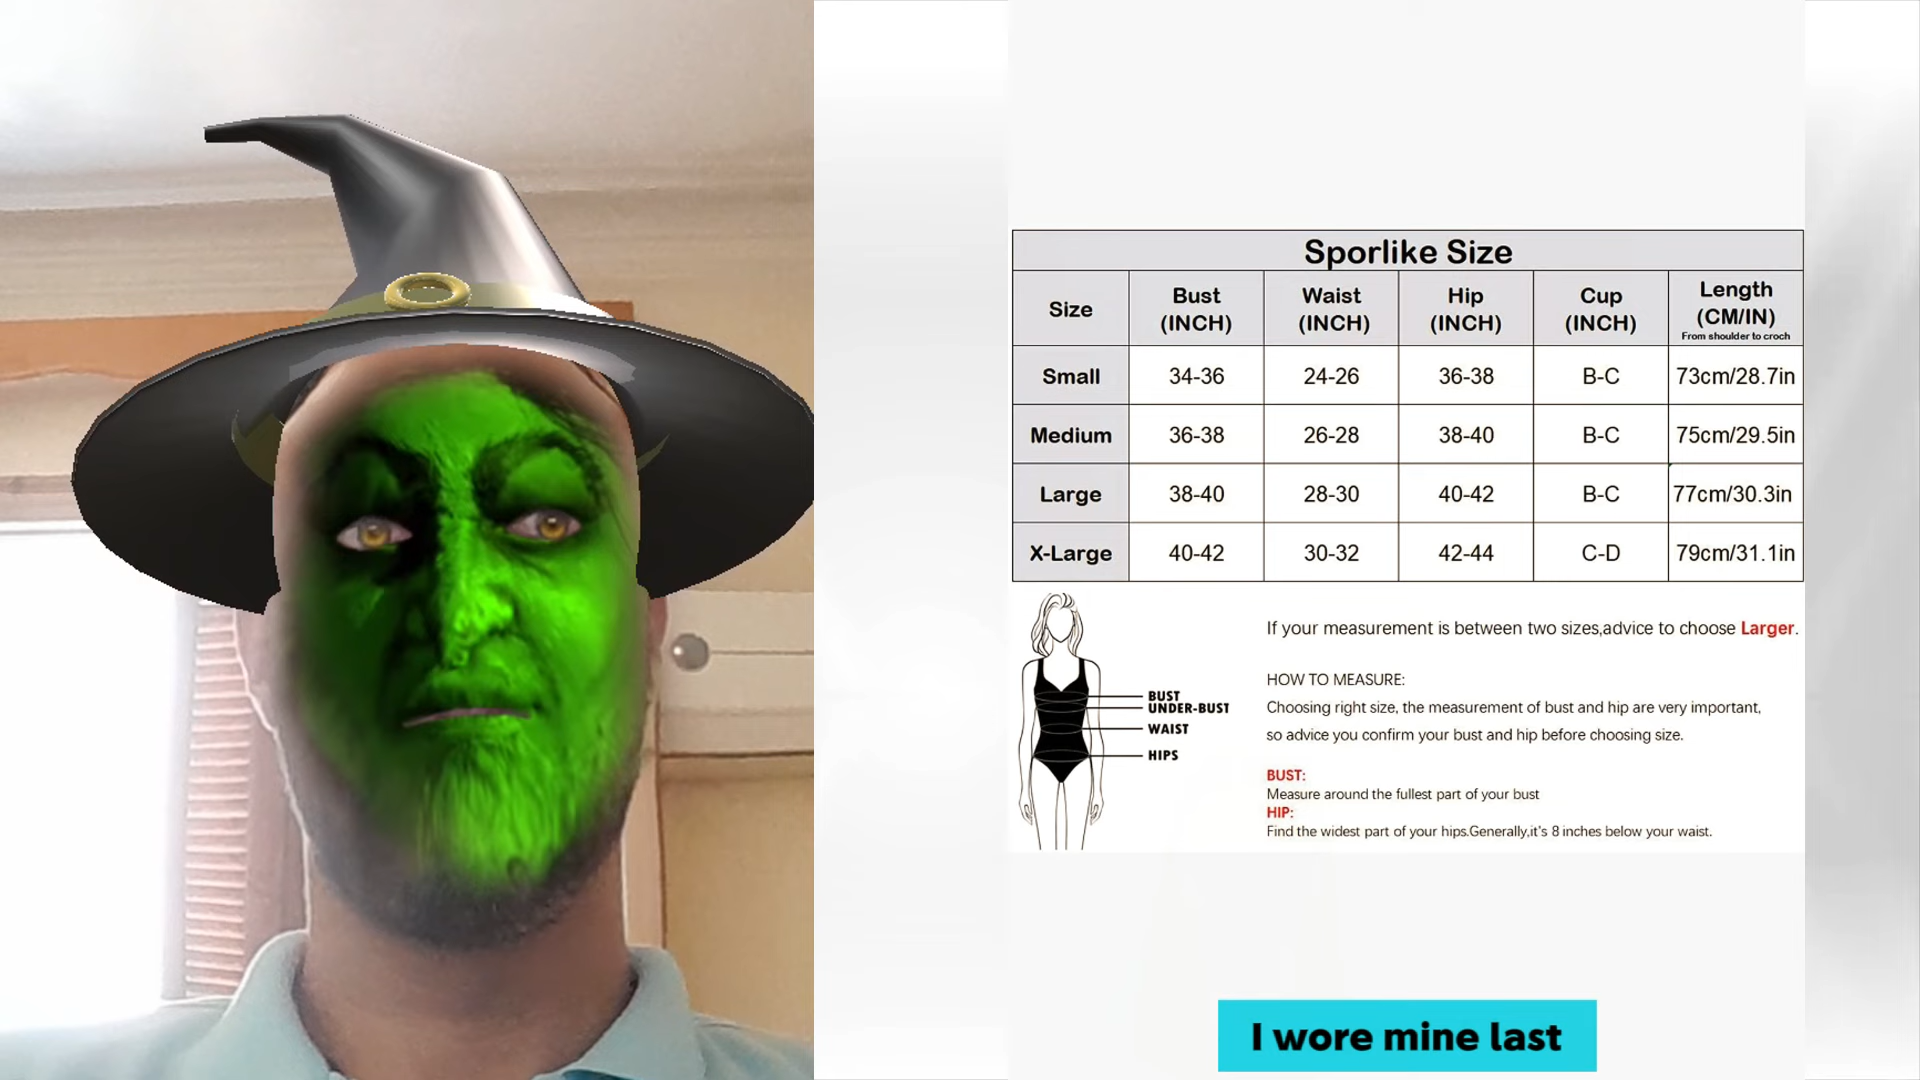 Sporlike Size
Size Bust (INCH) Waist (INCH) Hip (INCH) Cup (INCH) Length (CM/IN) From shoulder to croch
Small 34-36 24-26 36-38 B-C 73cm/28.7in
Medium 36-38 26-28 38-40 B-C 75cm/29.5in
Large 38-40 28-30 40-42 B-C 77cm/30.3in
X-Large 40-42 30-32 42-44 C-D 79cm/31.1in
If your measurement is between two sizes,advice to choose Larger.
HOW TO MEASURE:
Choosing right size, the measurement of bust and hip are very important,
so advice you confirm your bust and hip before choosing size.
BUST
UNDER-BUST
WAIST
HIPS
BUST:
Measure around the fullest part of your bust
HIP:
Find the widest part of your hips.Generally,it's 8 inches below your waist.
I wore mine last